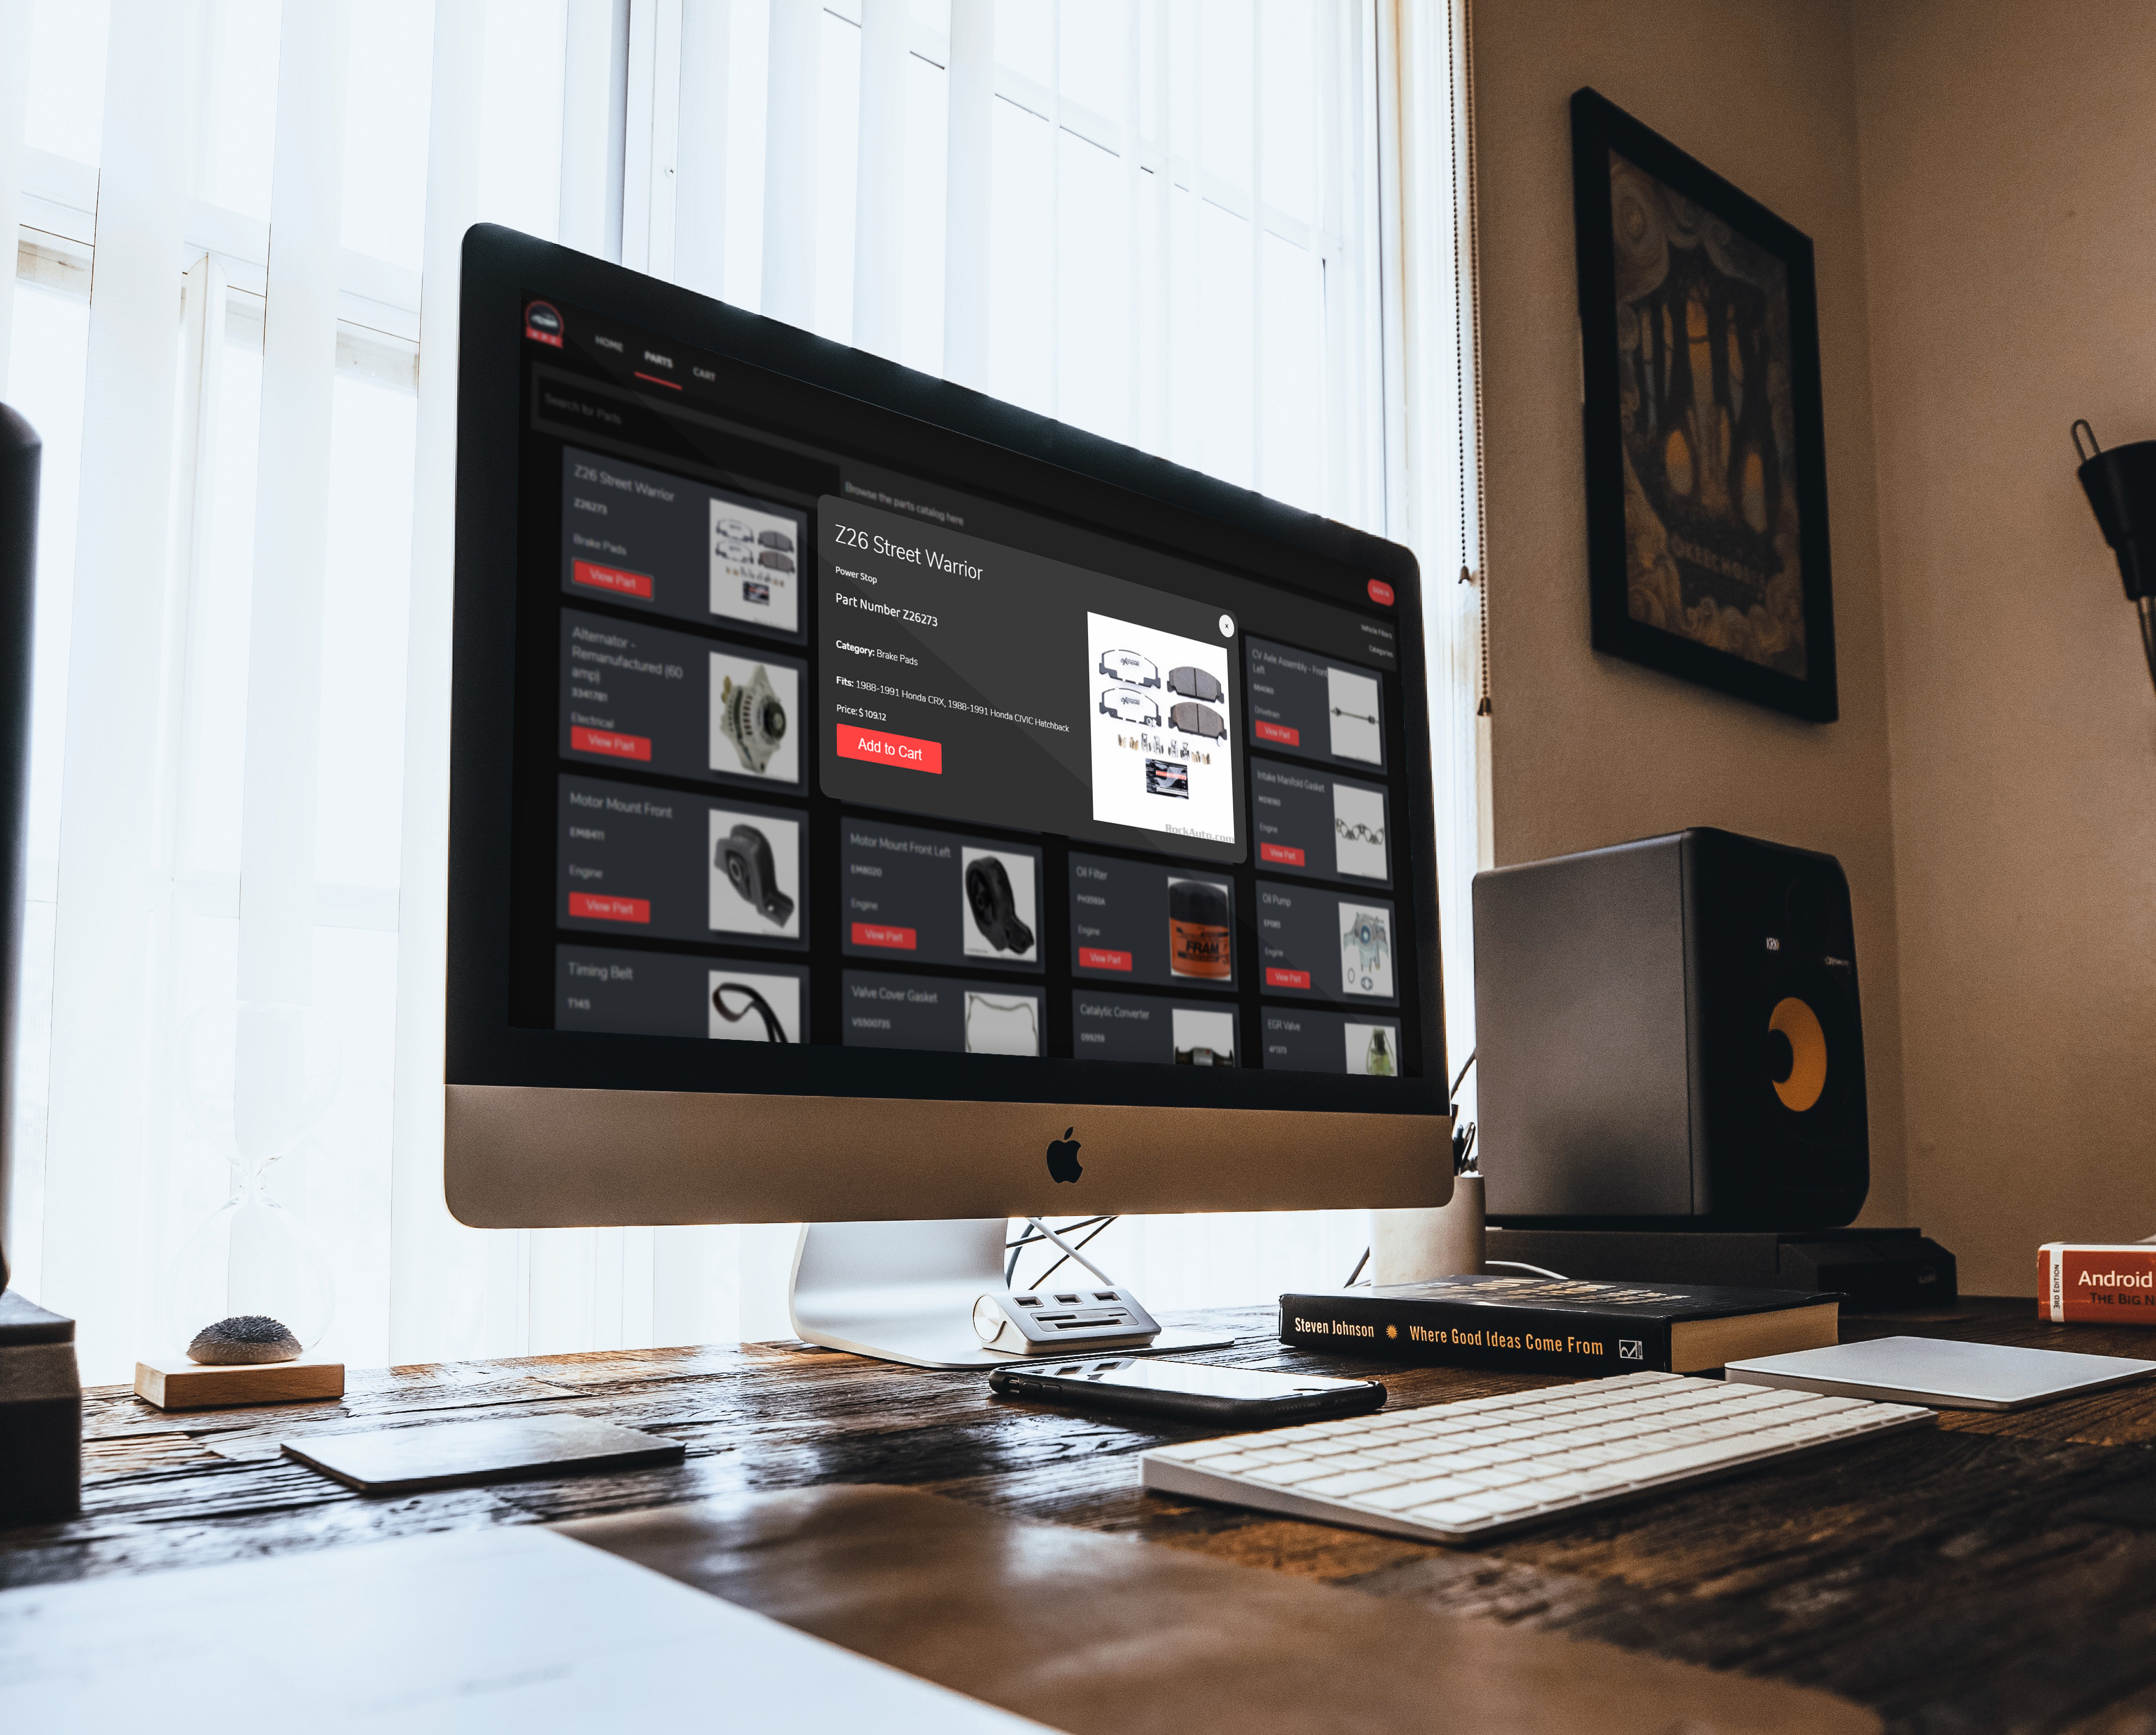 HOME
PARTS
CART
Search for Parts
SIGN IN
Browse the parts catalog here
Vehicle Filters
Categories
Z26 Street Warrior
Z26273
Brake Pads
View Part
Z26 Street Warrior
Power Stop
Part Number Z26273
Category: Brake Pads
Fits: 1988-1991 Honda CRX, 1988-1991 Honda CIVIC Hatchback
Price: $109.12
Add to Cart
×
RockAuto.com
CV Axle Assembly - Front
Left
Drivetrain
View Part
Alternator -
Remanufactured (60
amp)
3341781
Electrical
View Part
Intake Manifold Gasket
Engine
View Part
Motor Mount Front
EM8411
Engine
View Part
Motor Mount Front Left
EM8020
Engine
View Part
Oil Filter
PH3593A
Engine
View Part
FRAM
Oil Pump
EP065
Engine
View Part
Timing Belt
T145
Valve Cover Gasket
VS50073S
Catalytic Converter
099259
EGR Valve
4F1373
OKEECHOBEE
KRK
Steven Johnson Where Good Ideas Come From
3RD EDITION
Android
THE BIG N